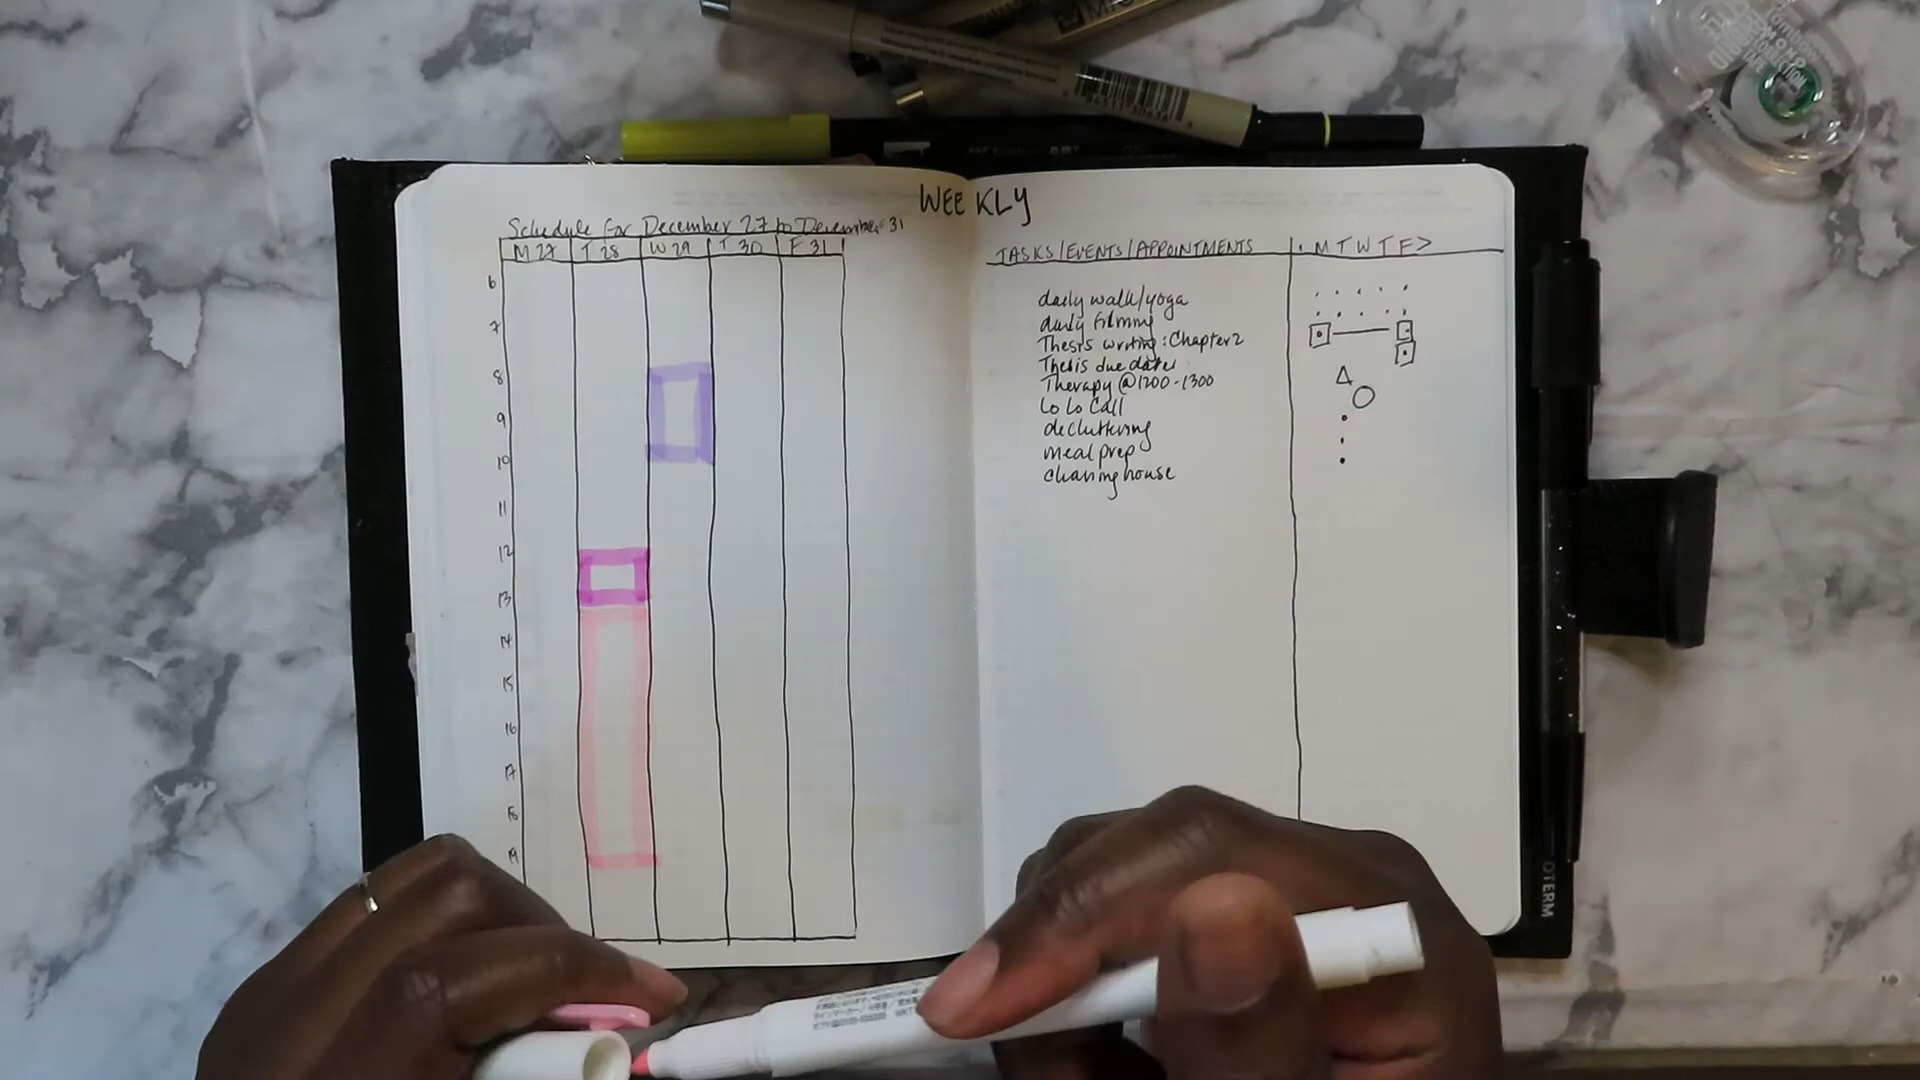 WEEKLY
Schedule for December 27 to December 31
M 27 T 28 W 29 T 30 F 31
6
7
8
9
10
11
12
13
14
15
16
17
18
19
TASKS/EVENTS/APPOINTMENTS . M T W T F >
daily walk/yoga
daily filming
Thesis writing: Chapter 2
Thesis due date
Therapy @ 1200-1300
Lo Lo Call
decluttering
meal prep
cleaning house
OTERM